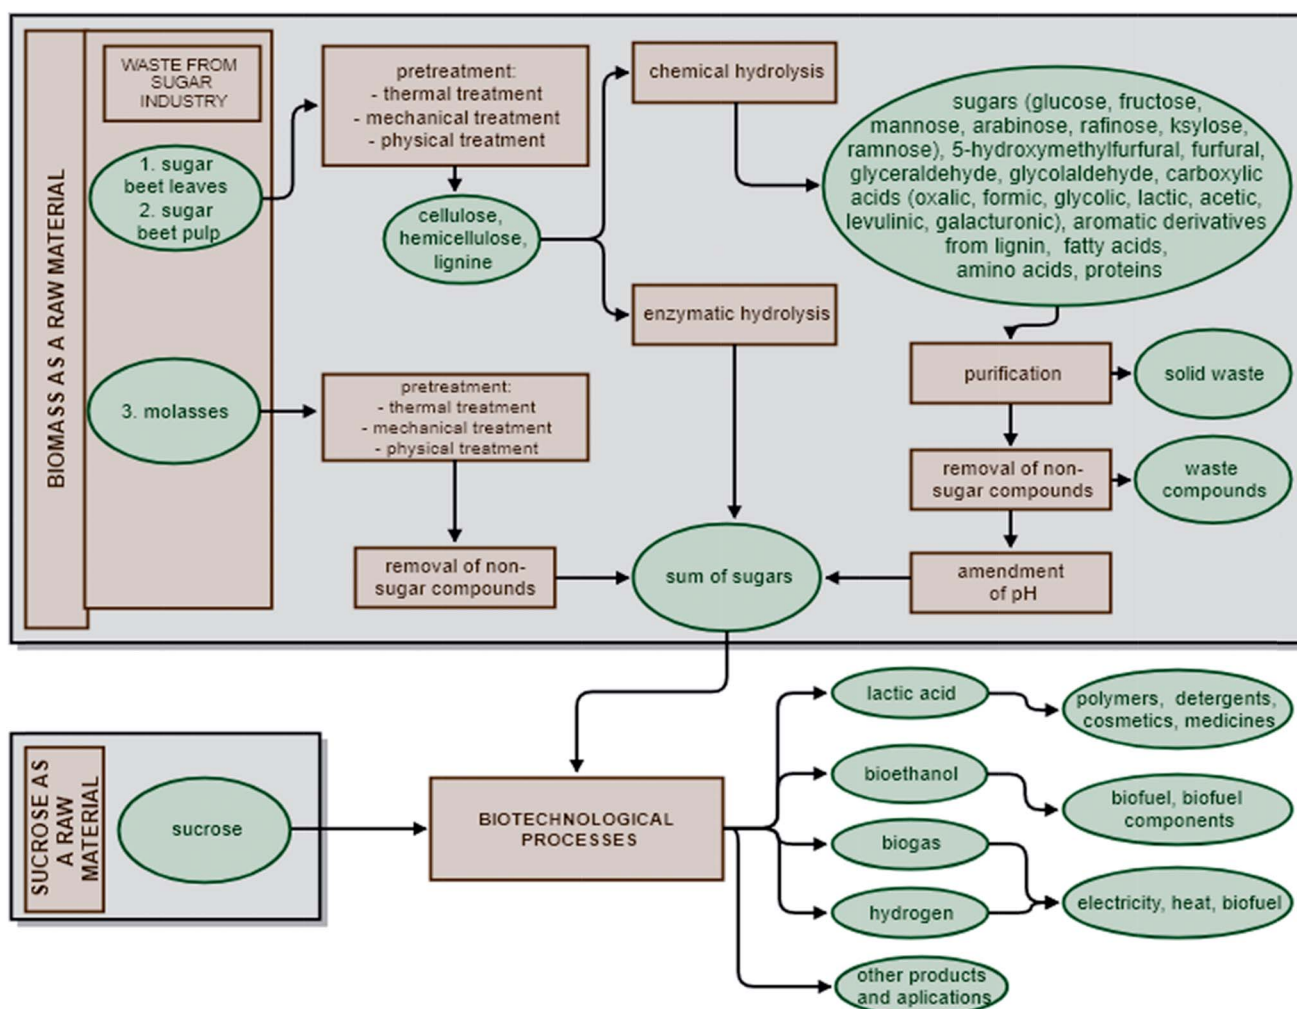 BIOMASS AS A RAW MATERIAL
WASTE FROM
SUGAR
INDUSTRY
1. sugar
beet leaves
2. sugar
beet pulp
3. molasses
pretreatment:
- thermal treatment
- mechanical treatment
- physical treatment
cellulose,
hemicellulose,
lignine
chemical hydrolysis
enzymatic hydrolysis
sugars (glucose, fructose,
mannose, arabinose, rafinose, ksylose,
ramnose), 5-hydroxymethylfurfural, furfural,
glyceraldehyde, glycolaldehyde, carboxylic
acids (oxalic, formic, glycolic, lactic, acetic,
levulinic, galacturonic), aromatic derivatives
from lignin, fatty acids,
amino acids, proteins
purification
solid waste
removal of non-
sugar compounds
waste
compounds
amendment
of pH
pretreatment:
- thermal treatment
- mechanical treatment
- physical treatment
removal of non-
sugar compounds
sum of sugars
SUCROSE AS
A RAW
MATERIAL
sucrose
BIOTECHNOLOGICAL
PROCESSES
lactic acid
polymers, detergents,
cosmetics, medicines
bioethanol
biofuel, biofuel
components
biogas
hydrogen
electricity, heat, biofuel
other products
and aplications